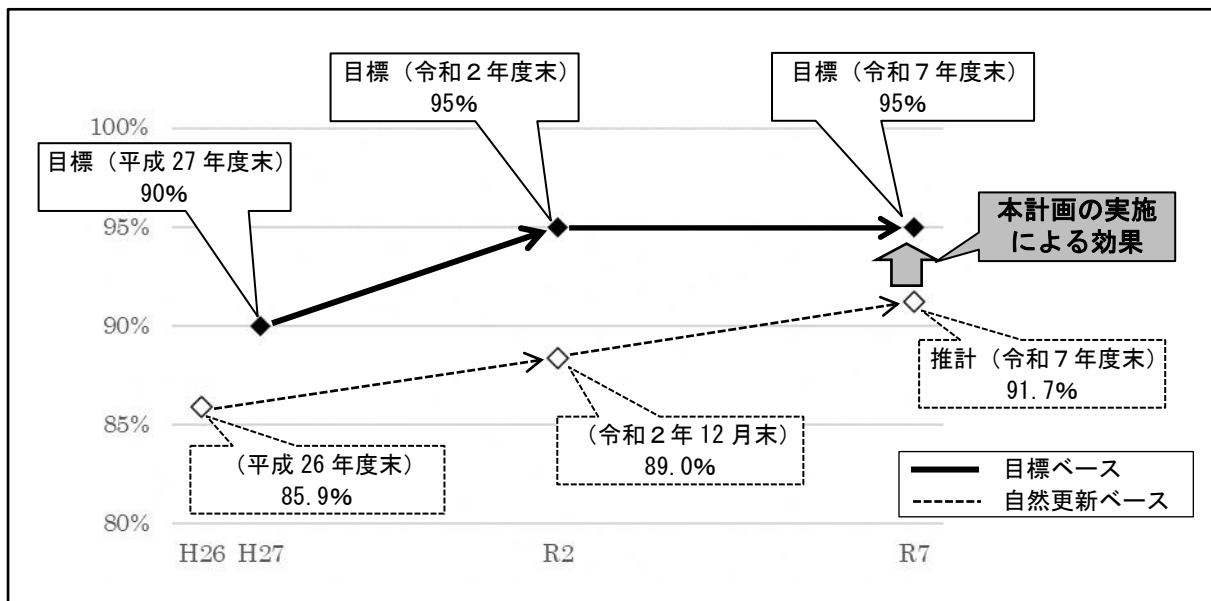 目標（令和２年度末）
95%
目標（令和７年度末）
95%
100%
目標（平成 27 年度末）
90%
本計画の実施
による効果
95%
90%
推計（令和７年度末）
91.7%
85%
（令和２年 12 月末）
89.0%
（平成 26 年度末）
85.9%
目標ベース
自然更新ベース
80%
H26 H27 R2 R7